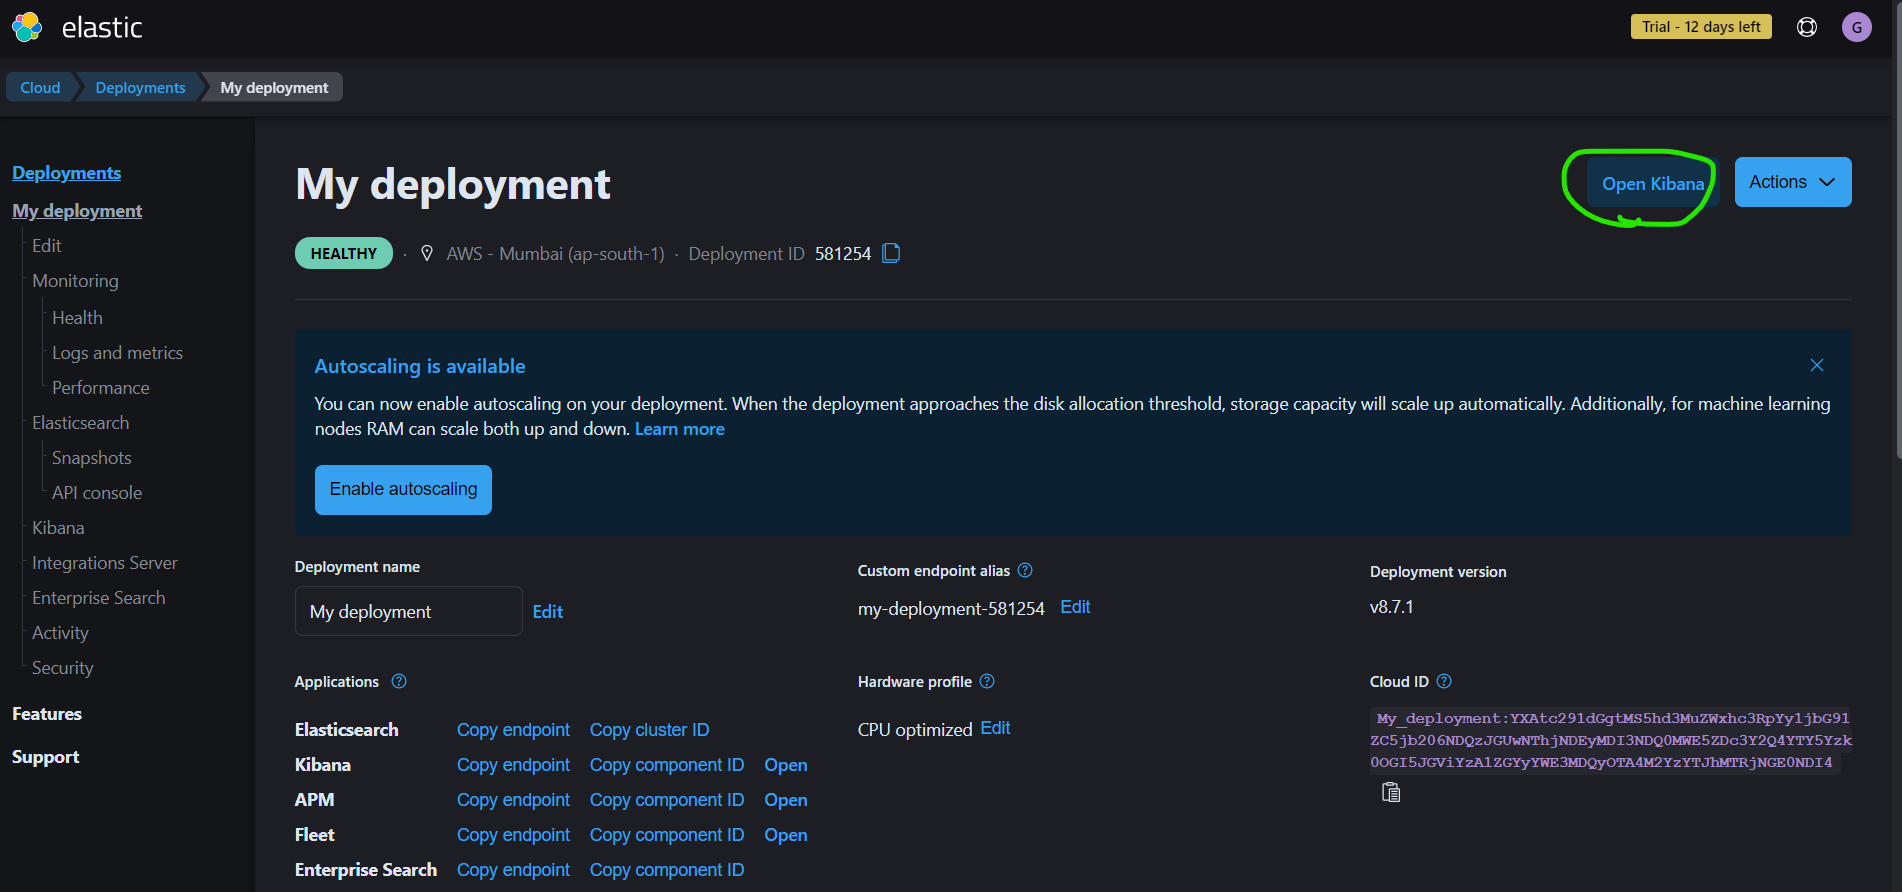 elastic
Trial - 12 days left
G
Cloud
Deployments
My deployment
Deployments
My deployment
Edit
Monitoring
Health
Logs and metrics
Performance
Elasticsearch
Snapshots
API console
Kibana
Integrations Server
Enterprise Search
Activity
Security
Features
Support
My deployment
Open Kibana
Actions
HEALTHY · AWS - Mumbai (ap-south-1) · Deployment ID 581254
Autoscaling is available
You can now enable autoscaling on your deployment. When the deployment approaches the disk allocation threshold, storage capacity will scale up automatically. Additionally, for machine learning
nodes RAM can scale both up and down. Learn more
Enable autoscaling
Deployment name
My deployment
Edit
Custom endpoint alias
my-deployment-581254 Edit
Deployment version
v8.7.1
Applications
Elasticsearch Copy endpoint Copy cluster ID
Kibana Copy endpoint Copy component ID Open
APM Copy endpoint Copy component ID Open
Fleet Copy endpoint Copy component ID Open
Enterprise Search Copy endpoint Copy component ID
Hardware profile
CPU optimized Edit
Cloud ID
My_deployment:YXAtc291dGgtMS5hd3MuZWxhc3RpYy1jbG91
ZC5jb206NDQzJGUwNThjNDEyMDI3NDQ0MWE5ZDc3Y2Q4YTY5Yzk
0OGI5JGViYzA1ZGYyYWE3MDQyOTA4M2YzYTJhMTRjNGE0NDI4